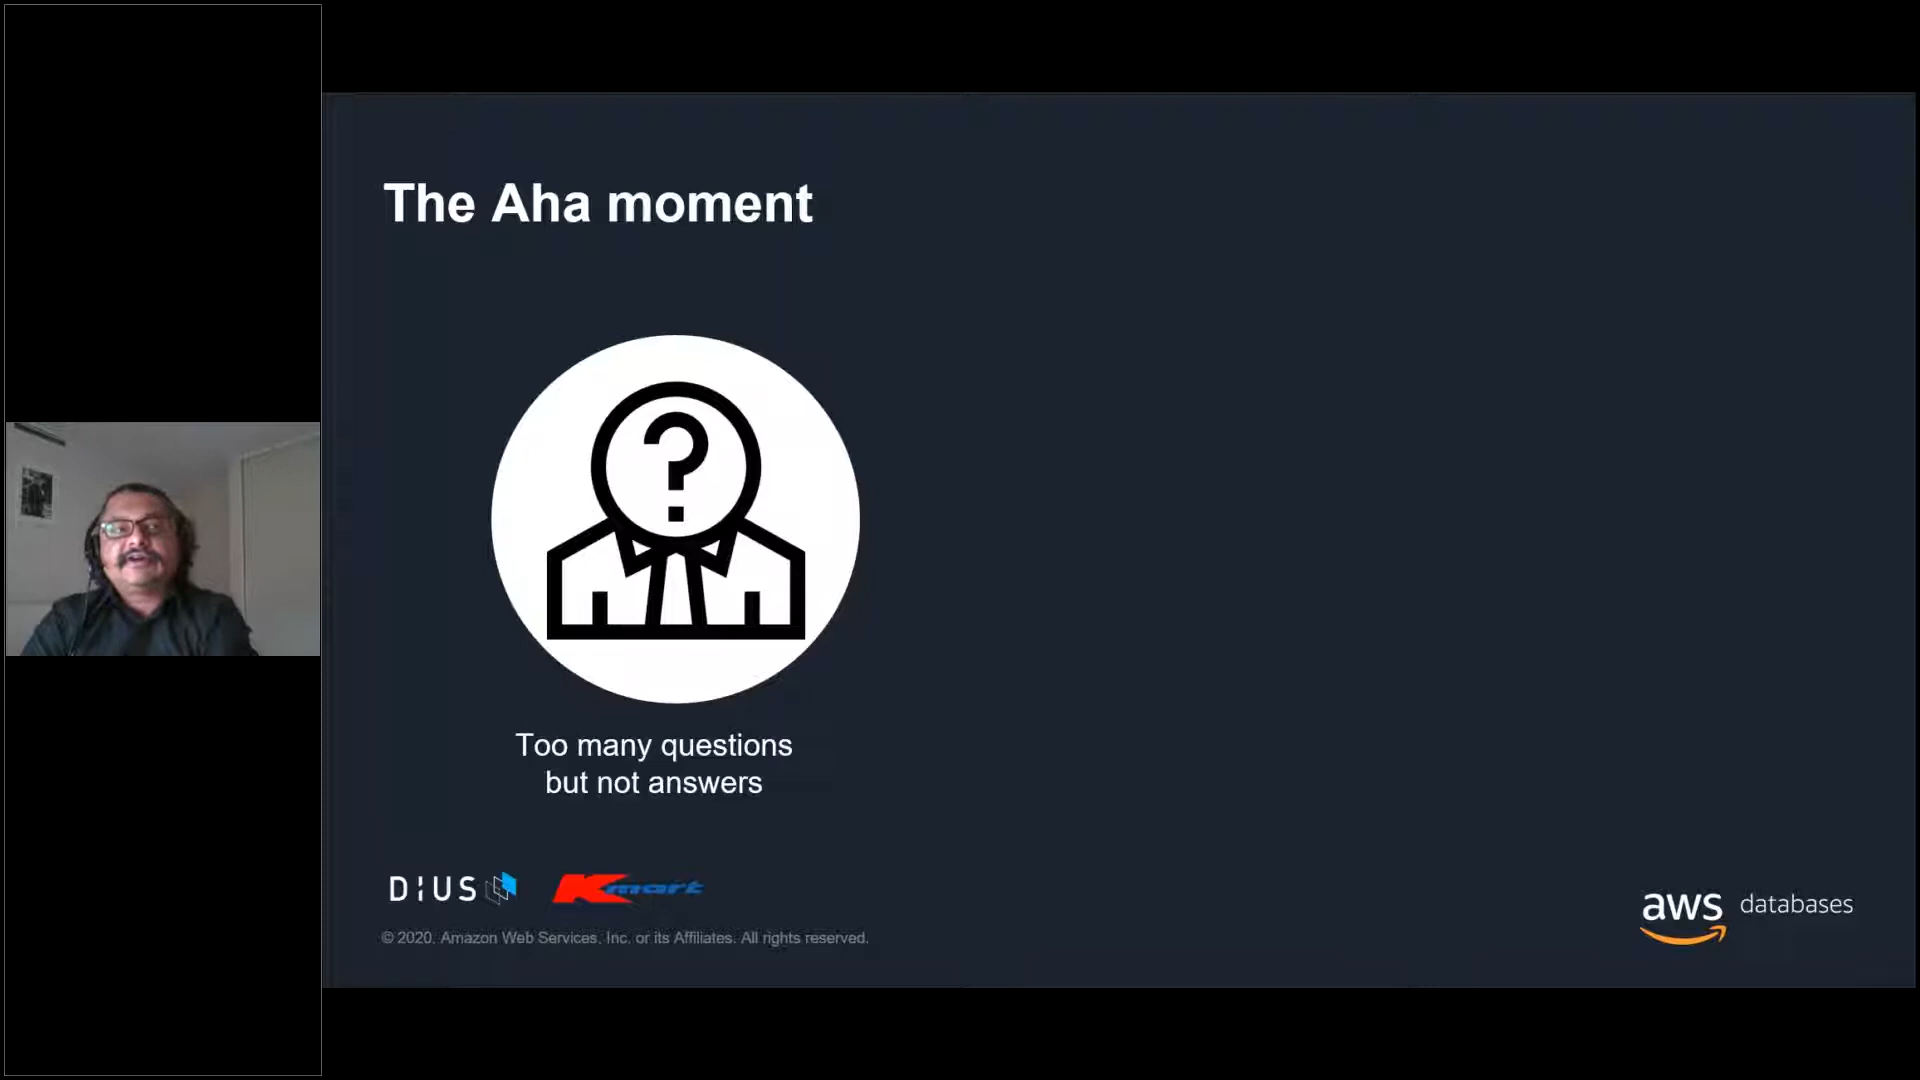 The Aha moment
?
Too many questions
but not answers
DiUS
Kmart
© 2020, Amazon Web Services, Inc. or its Affiliates. All rights reserved.
aws databases